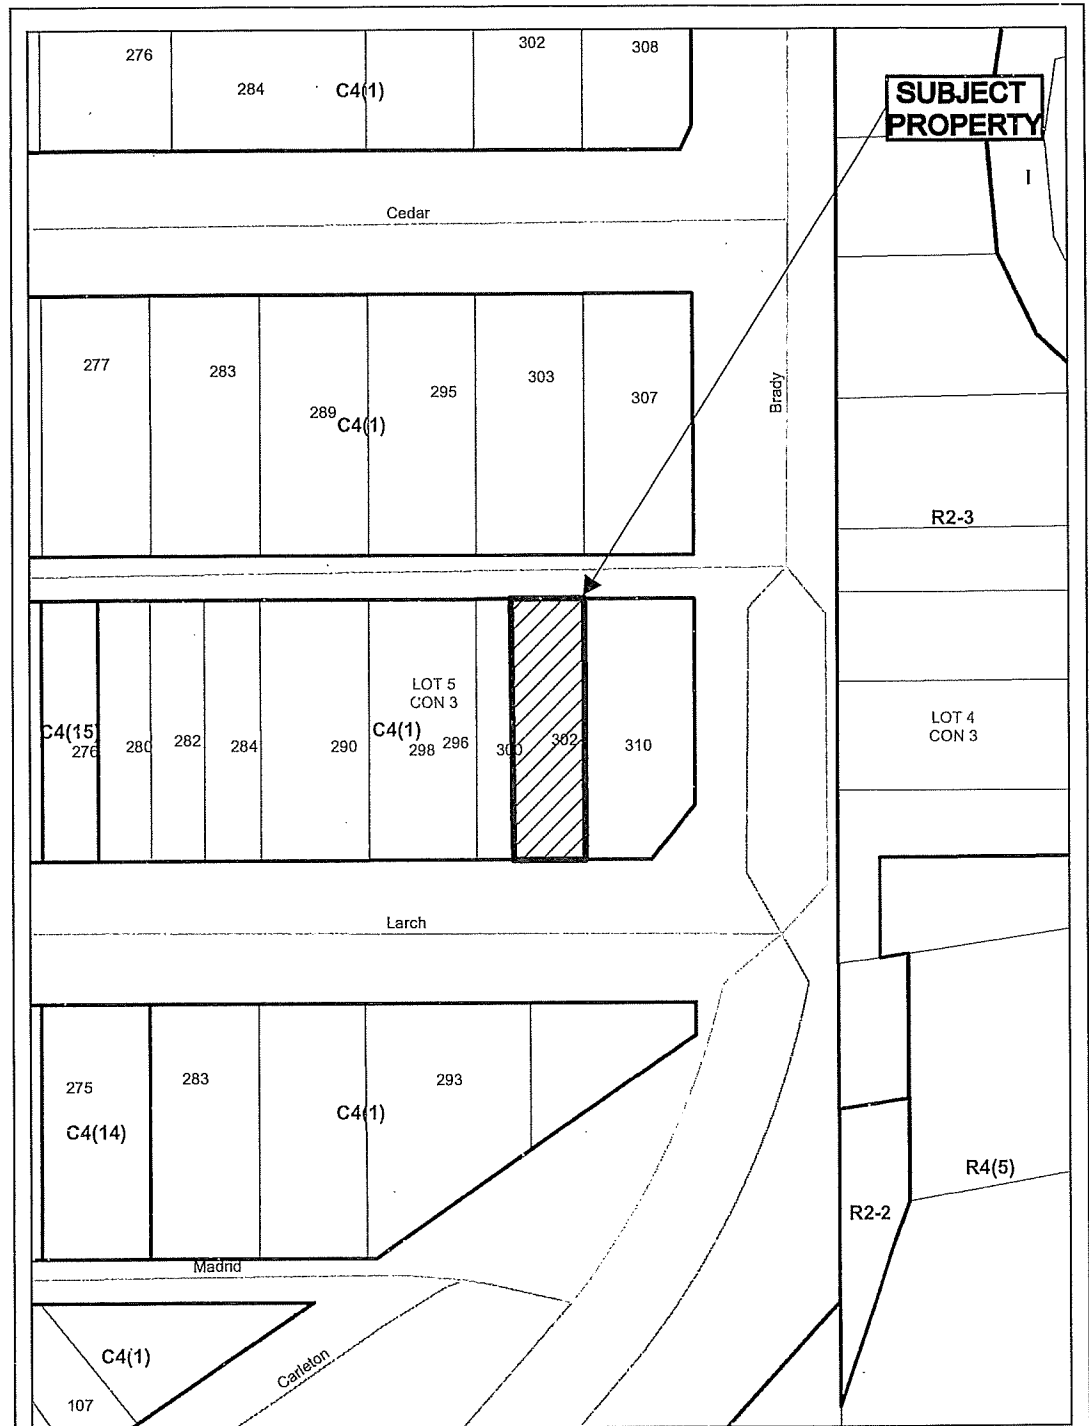 276
302
308
284
C4(1)
SUBJECT
PROPERTY
I
Cedar
277
283
289
C4(1)
295
303
307
Brady
R2-3
LOT 5
CON 3
C4(15)
276
280
282
284
290
C4(1)
298
296
300
302
310
LOT 4
CON 3
Larch
275
283
293
C4(14)
C4(1)
R4(5)
R2-2
Madrid
C4(1)
Carleton
107